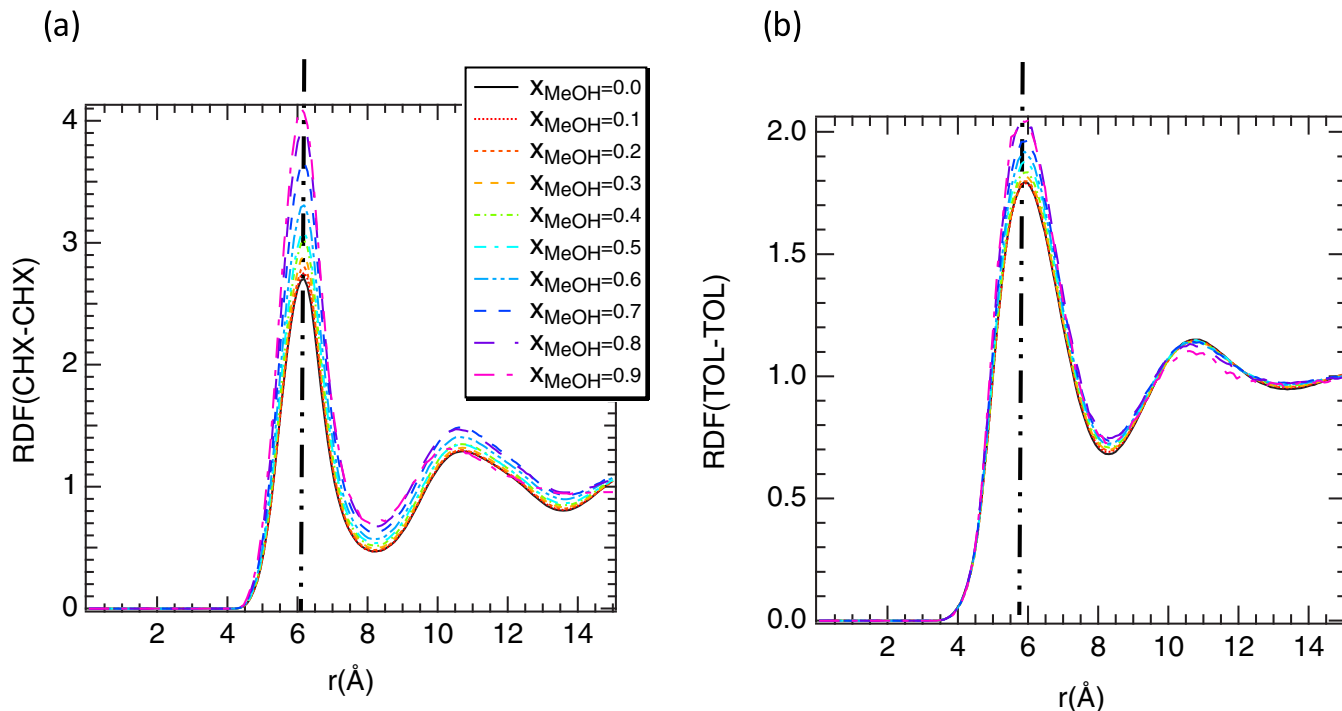 (a)
RDF(CHX-CHX)
4
3
2
1
0
2 4 6 8 10 12 14
r(Å)
XMeOH=0.0
XMeOH=0.1
XMeOH=0.2
XMeOH=0.3
XMeOH=0.4
XMeOH=0.5
XMeOH=0.6
XMeOH=0.7
XMeOH=0.8
XMeOH=0.9
(b)
RDF(TOL-TOL)
2.0
1.5
1.0
0.5
0.0
2 4 6 8 10 12 14
r(Å)